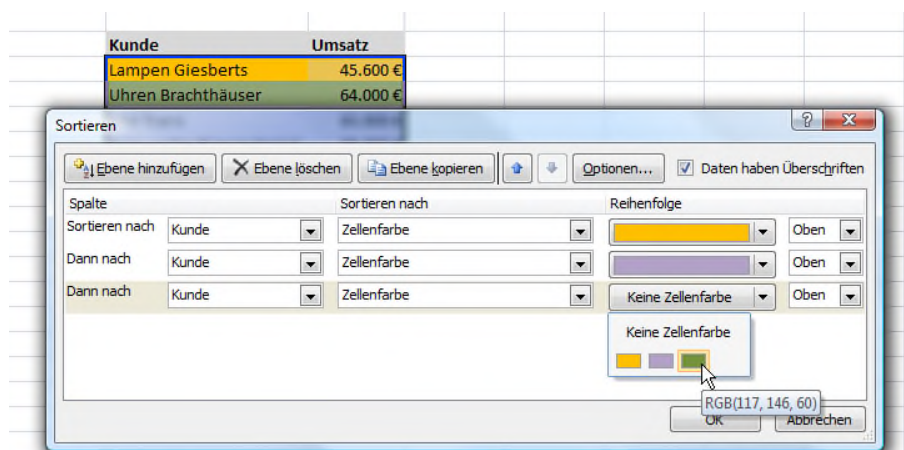 Kunde Umsatz
Lampen Giesberts 45.600 €
Uhren Brachthäuser 64.000 €
Sortieren
Ebene hinzufügen Ebene löschen Ebene kopieren Optionen... Daten haben Überschriften
Spalte Sortieren nach Reihenfolge
Sortieren nach Kunde Zellenfarbe Oben
Dann nach Kunde Zellenfarbe Oben
Dann nach Kunde Zellenfarbe Keine Zellenfarbe Oben
Keine Zellenfarbe
RGB(117, 146, 60)
OK Abbrechen